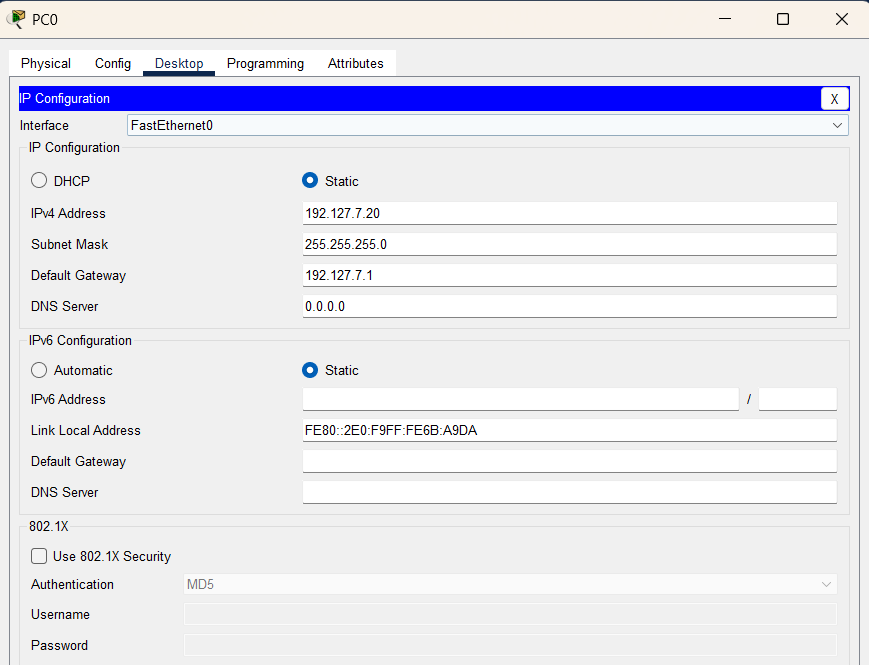 PC0
Physical Config Desktop Programming Attributes
IP Configuration X
Interface FastEthernet0
IP Configuration
DHCP Static
IPv4 Address 192.127.7.20
Subnet Mask 255.255.255.0
Default Gateway 192.127.7.1
DNS Server 0.0.0.0
IPv6 Configuration
Automatic Static
IPv6 Address /
Link Local Address FE80::2E0:F9FF:FE6B:A9DA
Default Gateway
DNS Server
802.1X
Use 802.1X Security
Authentication MD5
Username
Password